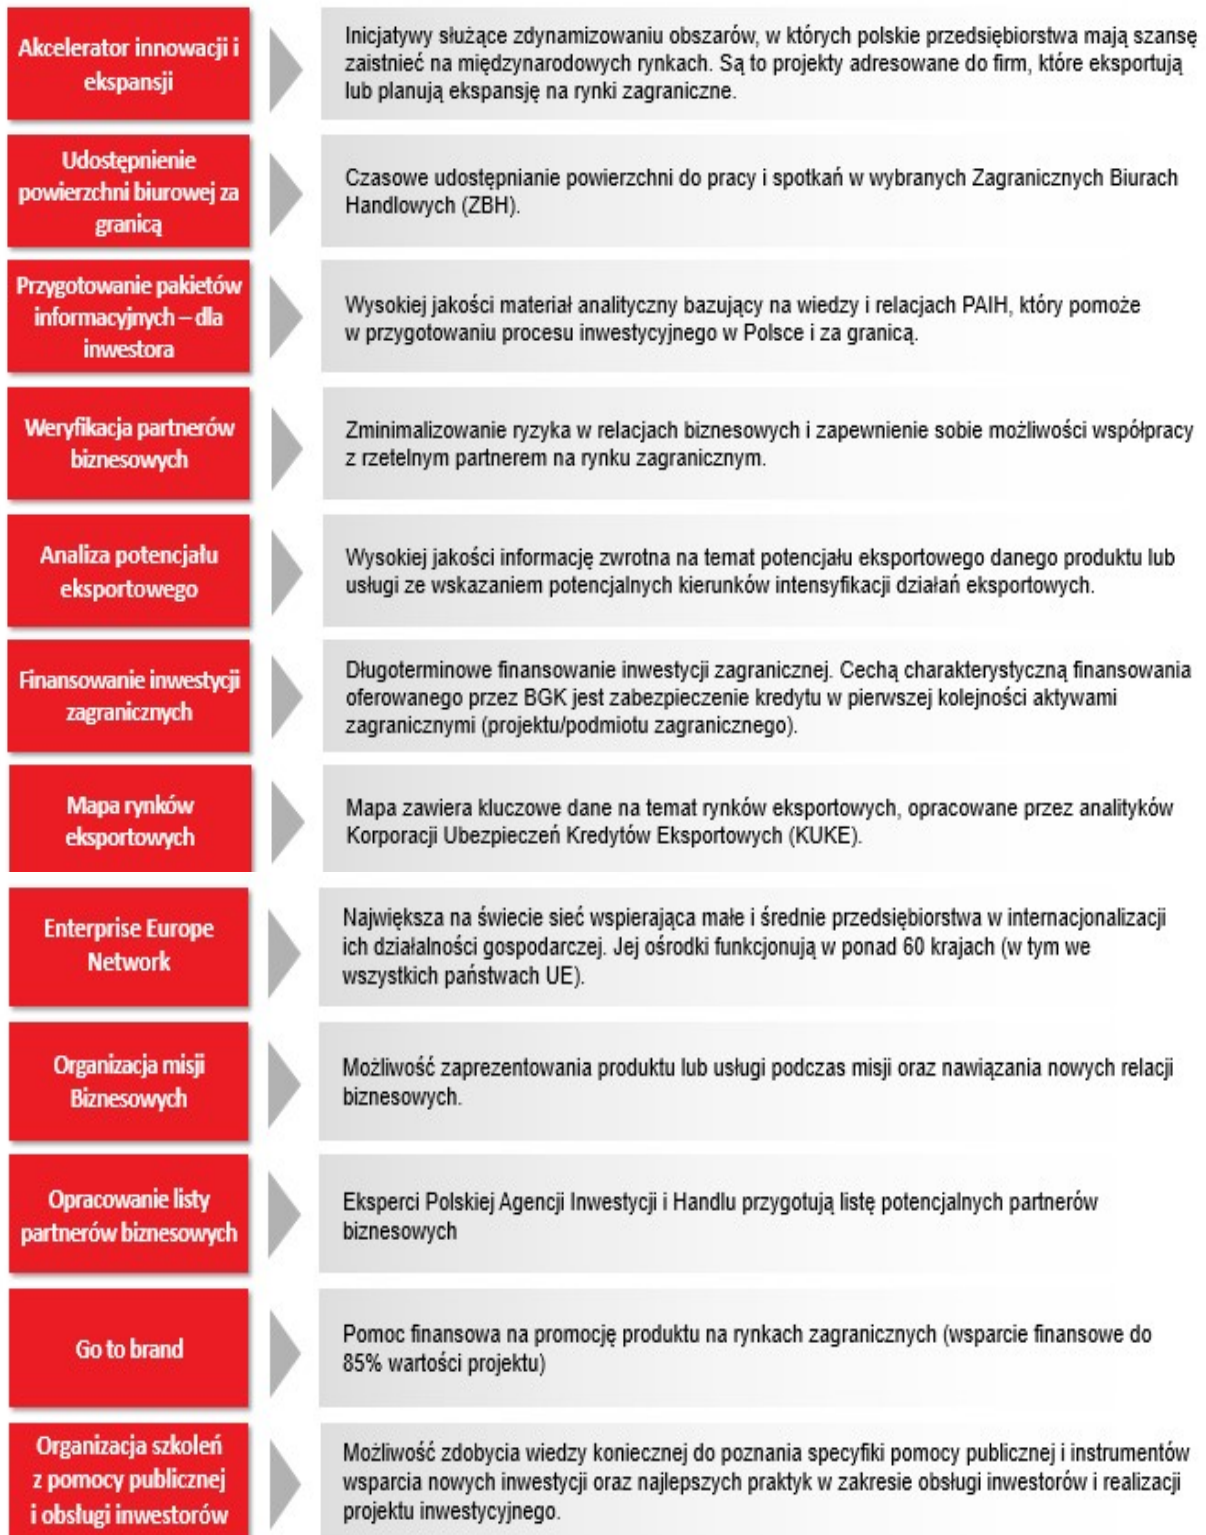 Akcelerator innowacji i
ekspansji
Inicjatywy służące zdynamizowaniu obszarów, w których polskie przedsiębiorstwa mają szansę
zaistnieć na międzynarodowych rynkach. Są to projekty adresowane do firm, które eksportują
lub planują ekspansję na rynki zagraniczne.
Udostępnienie
powierzchni biurowej za
granicą
Czasowe udostępnianie powierzchni do pracy i spotkań w wybranych Zagranicznych Biurach
Handlowych (ZBH).
Przygotowanie pakietów
informacyjnych – dla
inwestora
Wysokiej jakości materiał analityczny bazujący na wiedzy i relacjach PAIH, który pomoże
w przygotowaniu procesu inwestycyjnego w Polsce i za granicą.
Weryfikacja partnerów
biznesowych
Zminimalizowanie ryzyka w relacjach biznesowych i zapewnienie sobie możliwości współpracy
z rzetelnym partnerem na rynku zagranicznym.
Analiza potencjału
eksportowego
Wysokiej jakości informację zwrotna na temat potencjału eksportowego danego produktu lub
usługi ze wskazaniem potencjalnych kierunków intensyfikacji działań eksportowych.
Finansowanie inwestycji
zagranicznych
Długoterminowe finansowanie inwestycji zagranicznej. Cechą charakterystyczną finansowania
oferowanego przez BGK jest zabezpieczenie kredytu w pierwszej kolejności aktywami
zagranicznymi (projektu/podmiotu zagranicznego).
Mapa rynków
eksportowych
Mapa zawiera kluczowe dane na temat rynków eksportowych, opracowane przez analityków
Korporacji Ubezpieczeń Kredytów Eksportowych (KUKE).
Enterprise Europe
Network
Największa na świecie sieć wspierająca małe i średnie przedsiębiorstwa w internacjonalizacji
ich działalności gospodarczej. Jej ośrodki funkcjonują w ponad 60 krajach (w tym we
wszystkich państwach UE).
Organizacja misji
Biznesowych
Możliwość zaprezentowania produktu lub usługi podczas misji oraz nawiązania nowych relacji
biznesowych.
Opracowanie listy
partnerów biznesowych
Eksperci Polskiej Agencji Inwestycji i Handlu przygotują listę potencjalnych partnerów
biznesowych
Go to brand
Pomoc finansowa na promocję produktu na rynkach zagranicznych (wsparcie finansowe do
85% wartości projektu)
Organizacja szkoleń
z pomocy publicznej
i obsługi inwestorów
Możliwość zdobycia wiedzy koniecznej do poznania specyfiki pomocy publicznej i instrumentów
wsparcia nowych inwestycji oraz najlepszych praktyk w zakresie obsługi inwestorów i realizacji
projektu inwestycyjnego.